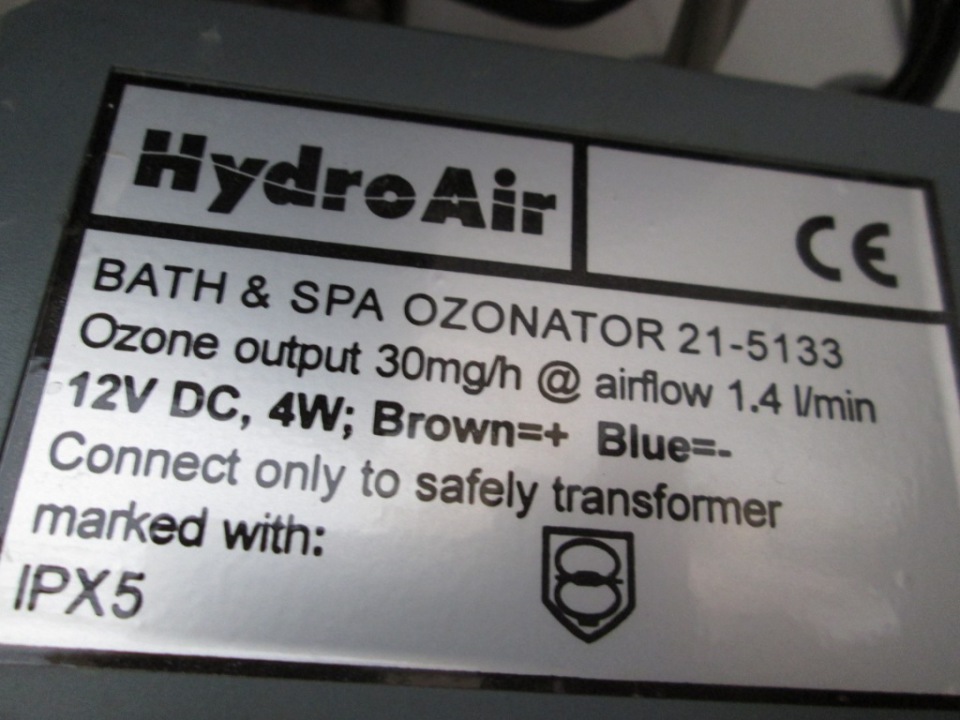 HydroAir
CE
BATH & SPA OZONATOR 21-5133
Ozone output 30mg/h @ airflow 1.4 l/min
12V DC, 4W; Brown=+ Blue=-
Connect only to safely transformer
marked with:
IPX5